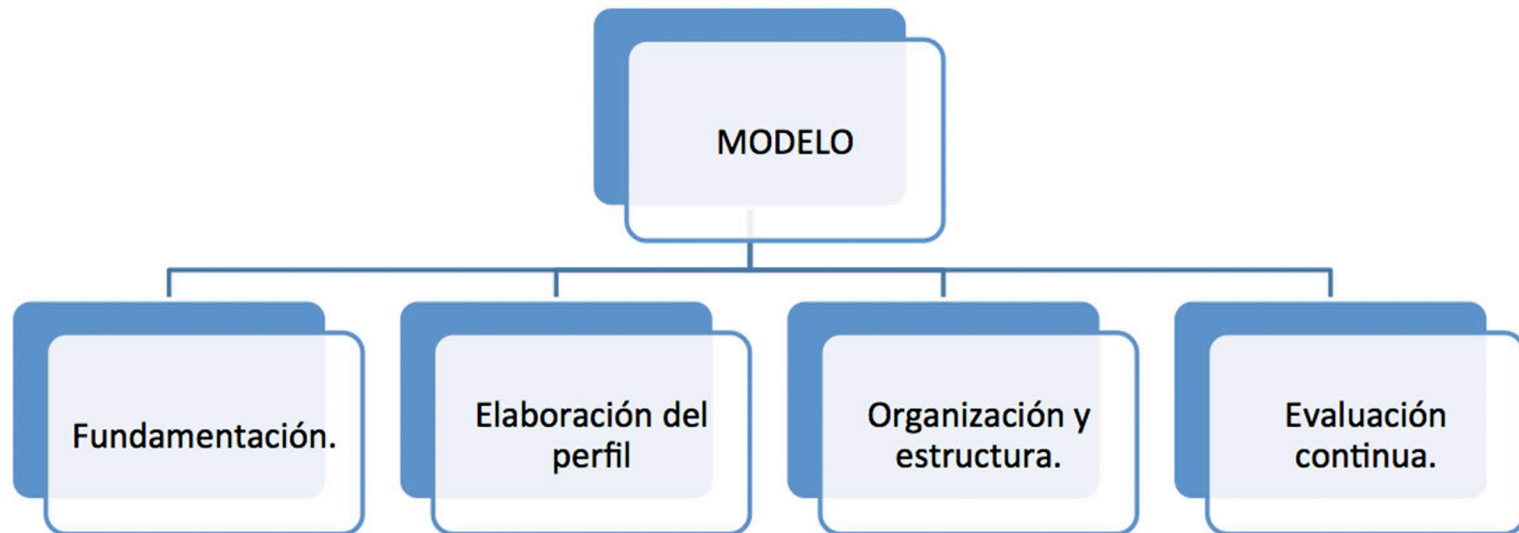 MODELO
Fundamentación.
Elaboración del
perfil
Organización y
estructura.
Evaluación
continua.